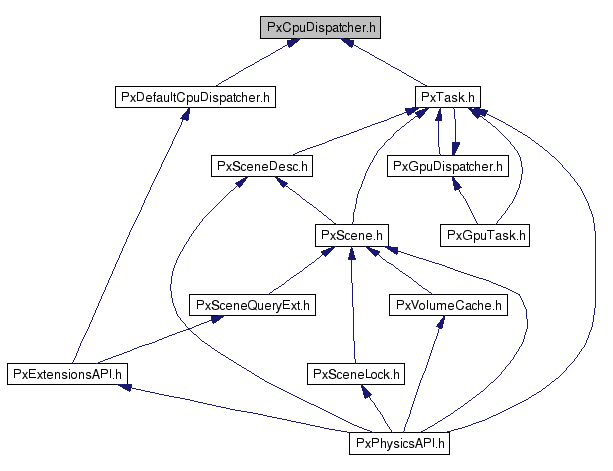 PxCpuDispatcher.h
PxDefaultCpuDispatcher.h
PxTask.h
PxSceneDesc.h
PxGpuDispatcher.h
PxScene.h
PxGpuTask.h
PxSceneQueryExt.h
PxVolumeCache.h
PxExtensionsAPI.h
PxSceneLock.h
PxPhysicsAPI.h